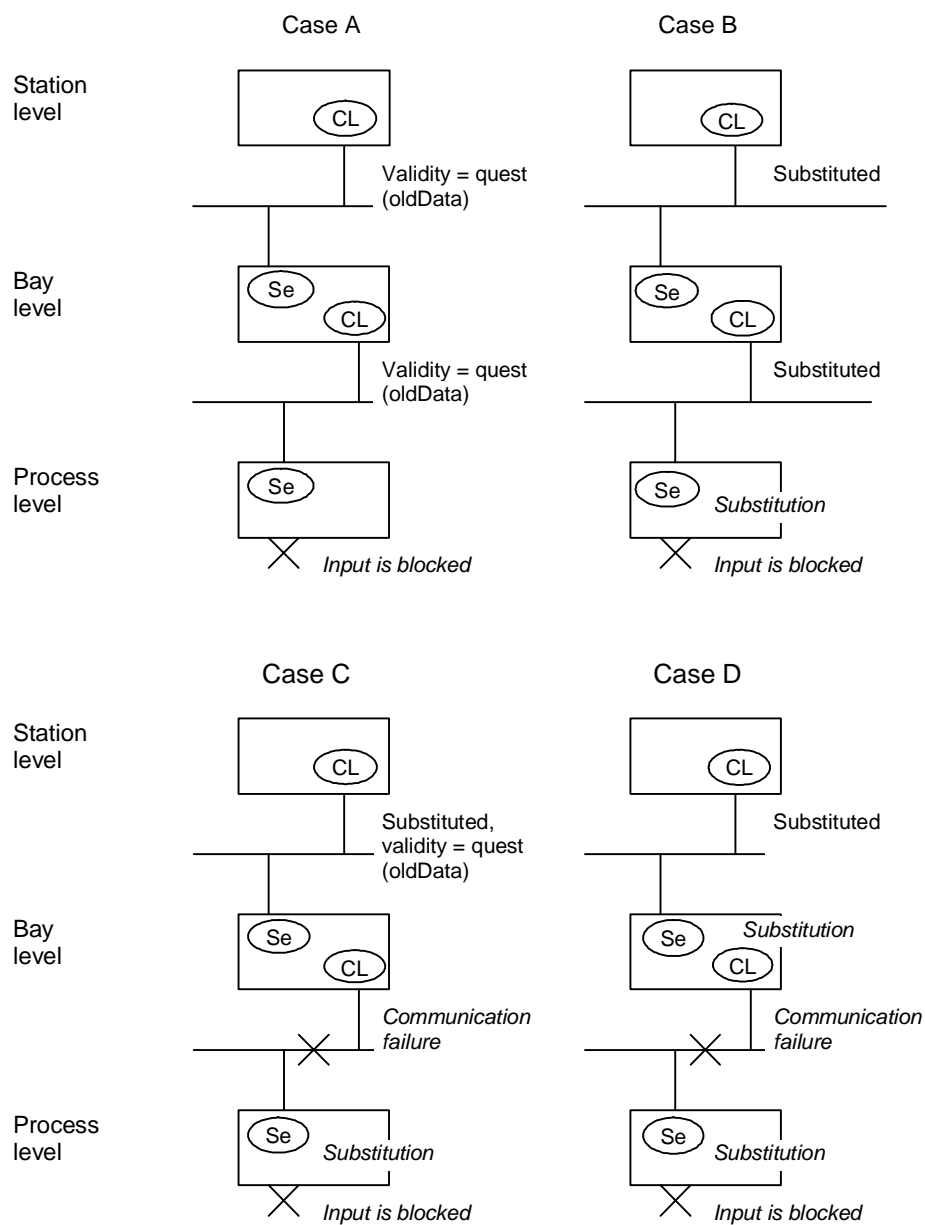 Case A
Case B
Station
level
CL
CL
Validity = quest
(oldData)
Substituted
Bay
level
Se
CL
Se
CL
Validity = quest
(oldData)
Substituted
Process
level
Se
Se
Substitution
Input is blocked
Input is blocked
Case C
Case D
Station
level
CL
CL
Substituted,
validity = quest
(oldData)
Substituted
Bay
level
Se
CL
Se
Substitution
CL
Communication
failure
Communication
failure
Process
level
Se
Substitution
Se
Substitution
Input is blocked
Input is blocked